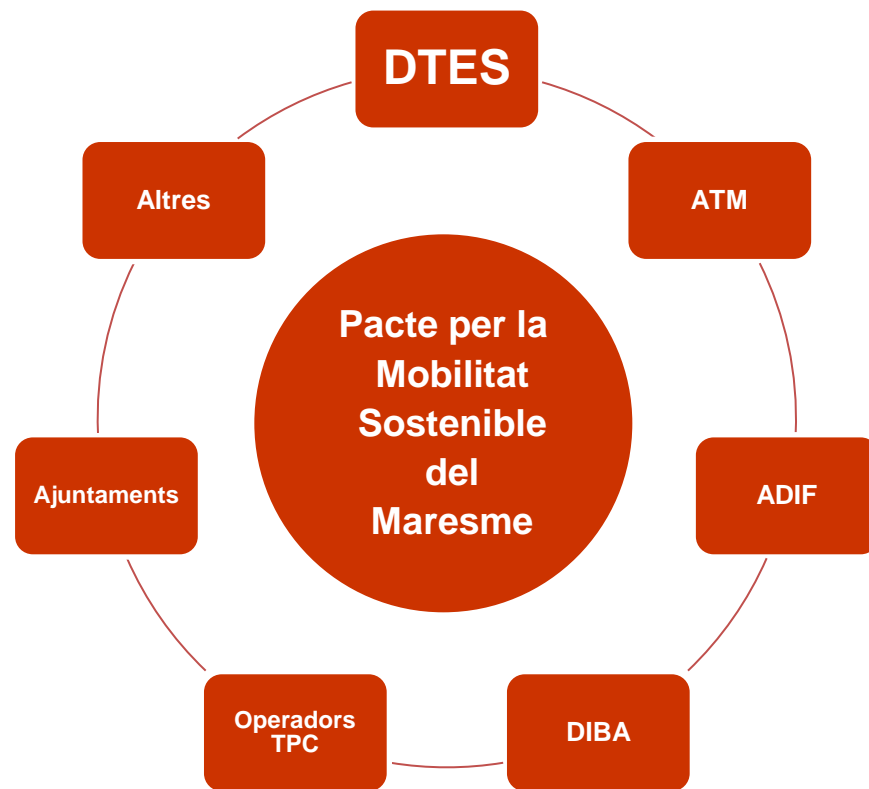 DTES
Altres
ATM
Pacte per la
Mobilitat
Sostenible
del
Maresme
Ajuntaments
ADIF
Operadors
TPC
DIBA